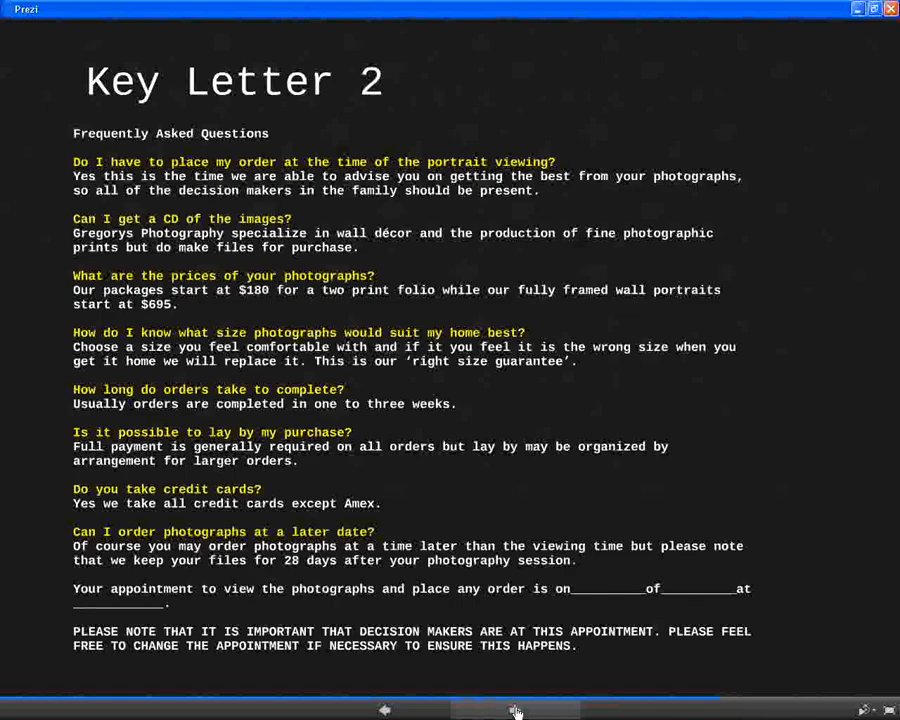 Prezi
Key Letter 2
Frequently Asked Questions
Do I have to place my order at the time of the portrait viewing?
Yes this is the time we are able to advise you on getting the best from your photographs,
so all of the decision makers in the family should be present.
Can I get a CD of the images?
Gregorys Photography specialize in wall décor and the production of fine photographic
prints but do make files for purchase.
What are the prices of your photographs?
Our packages start at $180 for a two print folio while our fully framed wall portraits
start at $695.
How do I know what size photographs would suit my home best?
Choose a size you feel comfortable with and if it you feel it is the wrong size when you
get it home we will replace it. This is our ‘right size guarantee’.
How long do orders take to complete?
Usually orders are completed in one to three weeks.
Is it possible to lay by my purchase?
Full payment is generally required on all orders but lay by may be organized by
arrangement for larger orders.
Do you take credit cards?
Yes we take all credit cards except Amex.
Can I order photographs at a later date?
Of course you may order photographs at a time later than the viewing time but please note
that we keep your files for 28 days after your photography session.
Your appointment to view the photographs and place any order is on__________of__________at
____________.
PLEASE NOTE THAT IT IS IMPORTANT THAT DECISION MAKERS ARE AT THIS APPOINTMENT. PLEASE FEEL
FREE TO CHANGE THE APPOINTMENT IF NECESSARY TO ENSURE THIS HAPPENS.